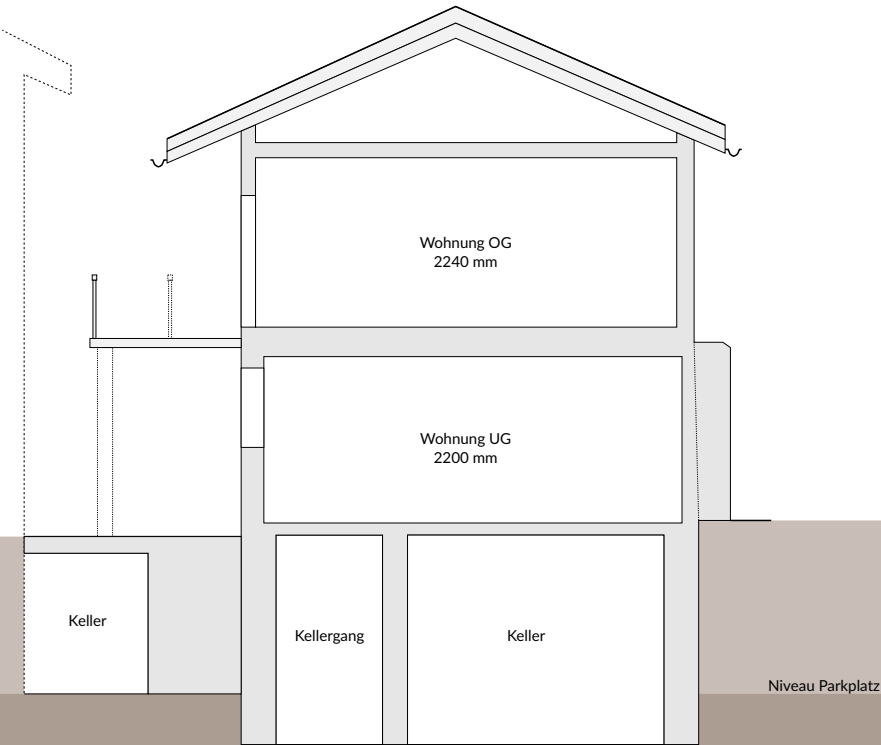 Wohnung OG
2240 mm
Wohnung UG
2200 mm
Keller
Kellergang
Keller
Niveau Parkplatz